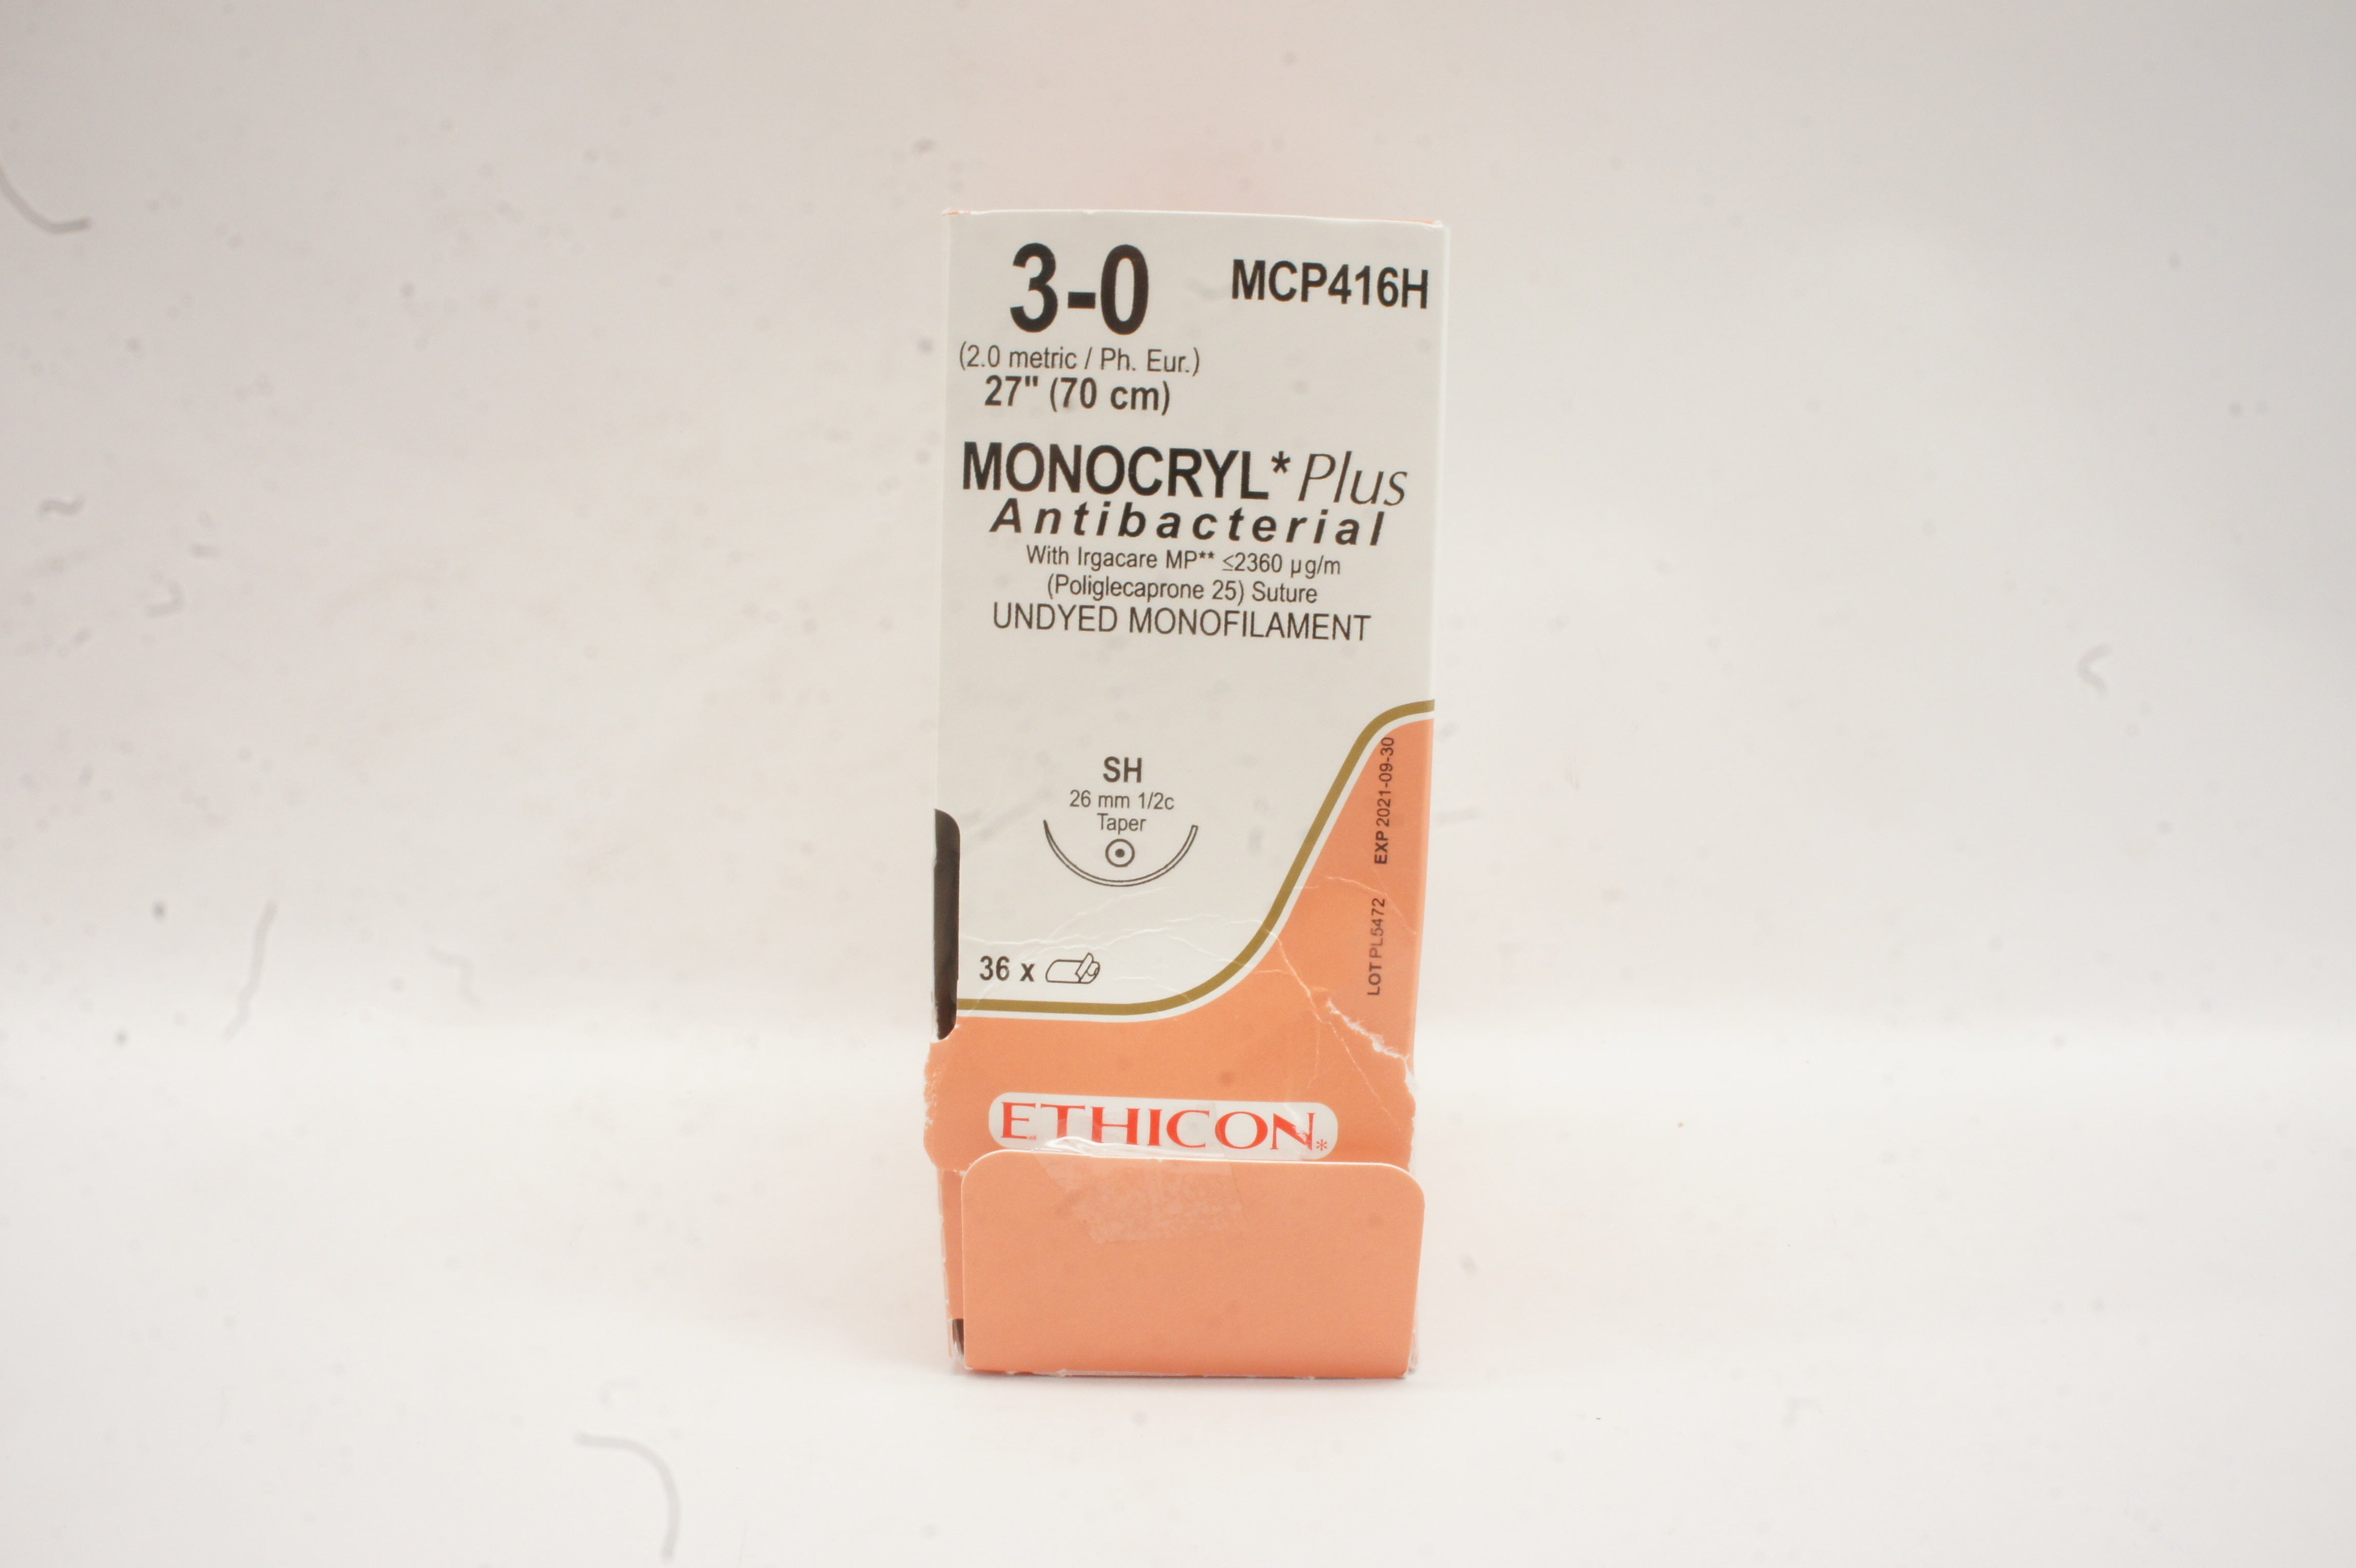 3-0
MCP416H
(2.0 metric / Ph. Eur.)
27" (70 cm)
MONOCRYL* Plus
Antibacterial
With Irgacare MP** ≤2360 µg/m
(Poliglecaprone 25) Suture
UNDYED MONOFILAMENT
SH
26 mm 1/2c
Taper
36 x
LOT PL5472 EXP 2021-09-30
ETHICON*